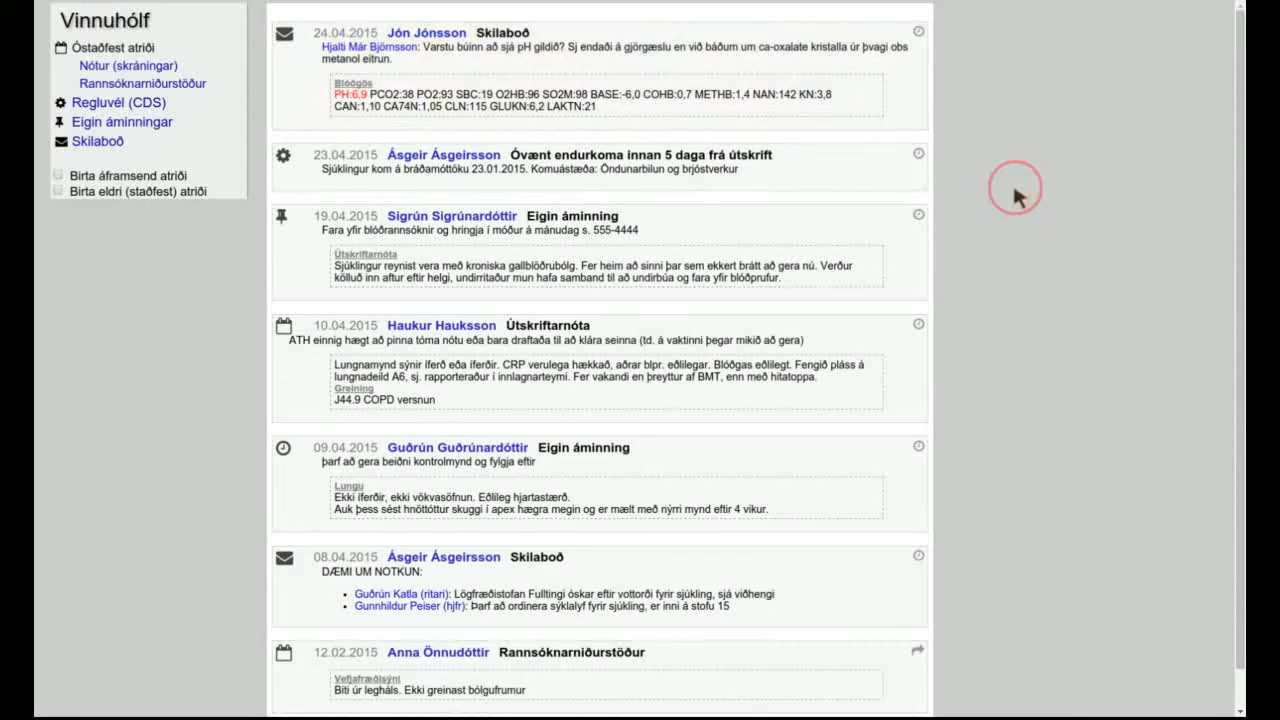 Vinnuhólf
Óstaðfest atriði
Nótur (skráningar)
Rannsóknarniðurstöður
Regluvél (CDS)
Eigin áminningar
Skilaboð
Birta áframsend atriði
Birta eldri (staðfest) atriði
24.04.2015 Jón Jónsson Skilaboð
Hjalti Már Björnsson: Varstu búinn að sjá pH gildið? Sj endaði á gjörgæslu en við báðum um ca-oxalate kristalla úr þvagi obs
metanol eitrun.
Blóðgös
PH:6,9 PCO2:38 PO2:93 SBC:19 O2HB:96 SO2M:98 BASE:-6,0 COHB:0,7 METHB:1,4 NAN:142 KN:3,8
CAN:1,10 CA74N:1,05 CLN:115 GLUKN:6,2 LAKTN:21
23.04.2015 Ásgeir Ásgeirsson Óvænt endurkoma innan 5 daga frá útskrift
Sjúklingur kom á bráðamóttöku 23.01.2015. Komuástæða: Öndunarbilun og brjóstverkur
19.04.2015 Sigrún Sigrúnardóttir Eigin áminning
Fara yfir blóðrannsóknir og hringja í móður á mánudag s. 555-4444
Útskriftarnóta
Sjúklingur reynist vera með króniska gallblöðrubólg. Fer heim að sinni þar sem ekkert brátt að gera nú. Verður
kölluð inn aftur eftir helgi, undirritaður mun hafa samband til að undirbúa og fara yfir blóðprufur.
10.04.2015 Haukur Hauksson Útskriftarnóta
ATH einnig hægt að pinna tóma nótu eða bara draftaða til að klára seinna (td. á vaktinni þegar mikið að gera)
Lungnamynd sýnir íferð eða íferðir. CRP verulega hækkað, aðrar blpr. eðlilegar. Blóðgas eðlilegt. Fengið pláss á
lungnadeild A6, sj. rapporteraður í innlagnarteymi. Fer vakandi en þreyttur af BMT, enn með hitatoppa.
Greining
J44.9 COPD versnun
09.04.2015 Guðrún Guðrúnardóttir Eigin áminning
þarf að gera beiðni kontrolmynd og fylgja eftir
Lungu
Ekki íferðir, ekki vökvasöfnun. Eðlileg hjartastærð.
Auk þess sést hnöttóttur skuggi í apex hægra megin og er mælt með nýrri mynd eftir 4 vikur.
08.04.2015 Ásgeir Ásgeirsson Skilaboð
DÆMI UM NOTKUN:
• Guðrún Katla (ritari): Lögfræðistofan Fulltingi óskar eftir vottorði fyrir sjúkling, sjá viðhengi
• Gunnhildur Peiser (hjfr): Þarf að ordinera sýklalyf fyrir sjúkling, er inni á stofu 15
12.02.2015 Anna Önnudóttir Rannsóknarniðurstöður
Vefjafræðisýni
Biti úr legháls. Ekki greinast bólgufrumur